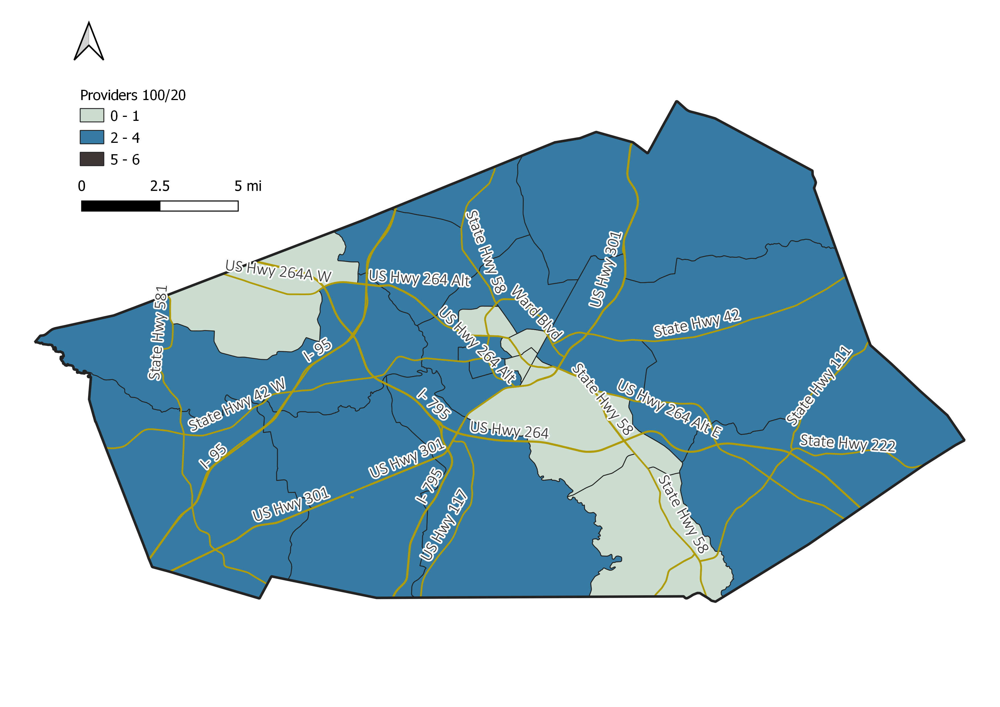 Providers 100/20
0 - 1
2 - 4
5 - 6
0 2.5 5 mi
State Hwy 58
US Hwy 301
US Hwy 264A W
US Hwy 264 Alt
State Hwy 581
Ward Blvd
US Hwy 264 Alt
State Hwy 42
I- 95
State Hwy 111
State Hwy 58
State Hwy 42 W
US Hwy 264 Alt E
I- 795
US Hwy 264
State Hwy 222
I- 95
US Hwy 301
I- 795
US Hwy 301
US Hwy 117
State Hwy 58